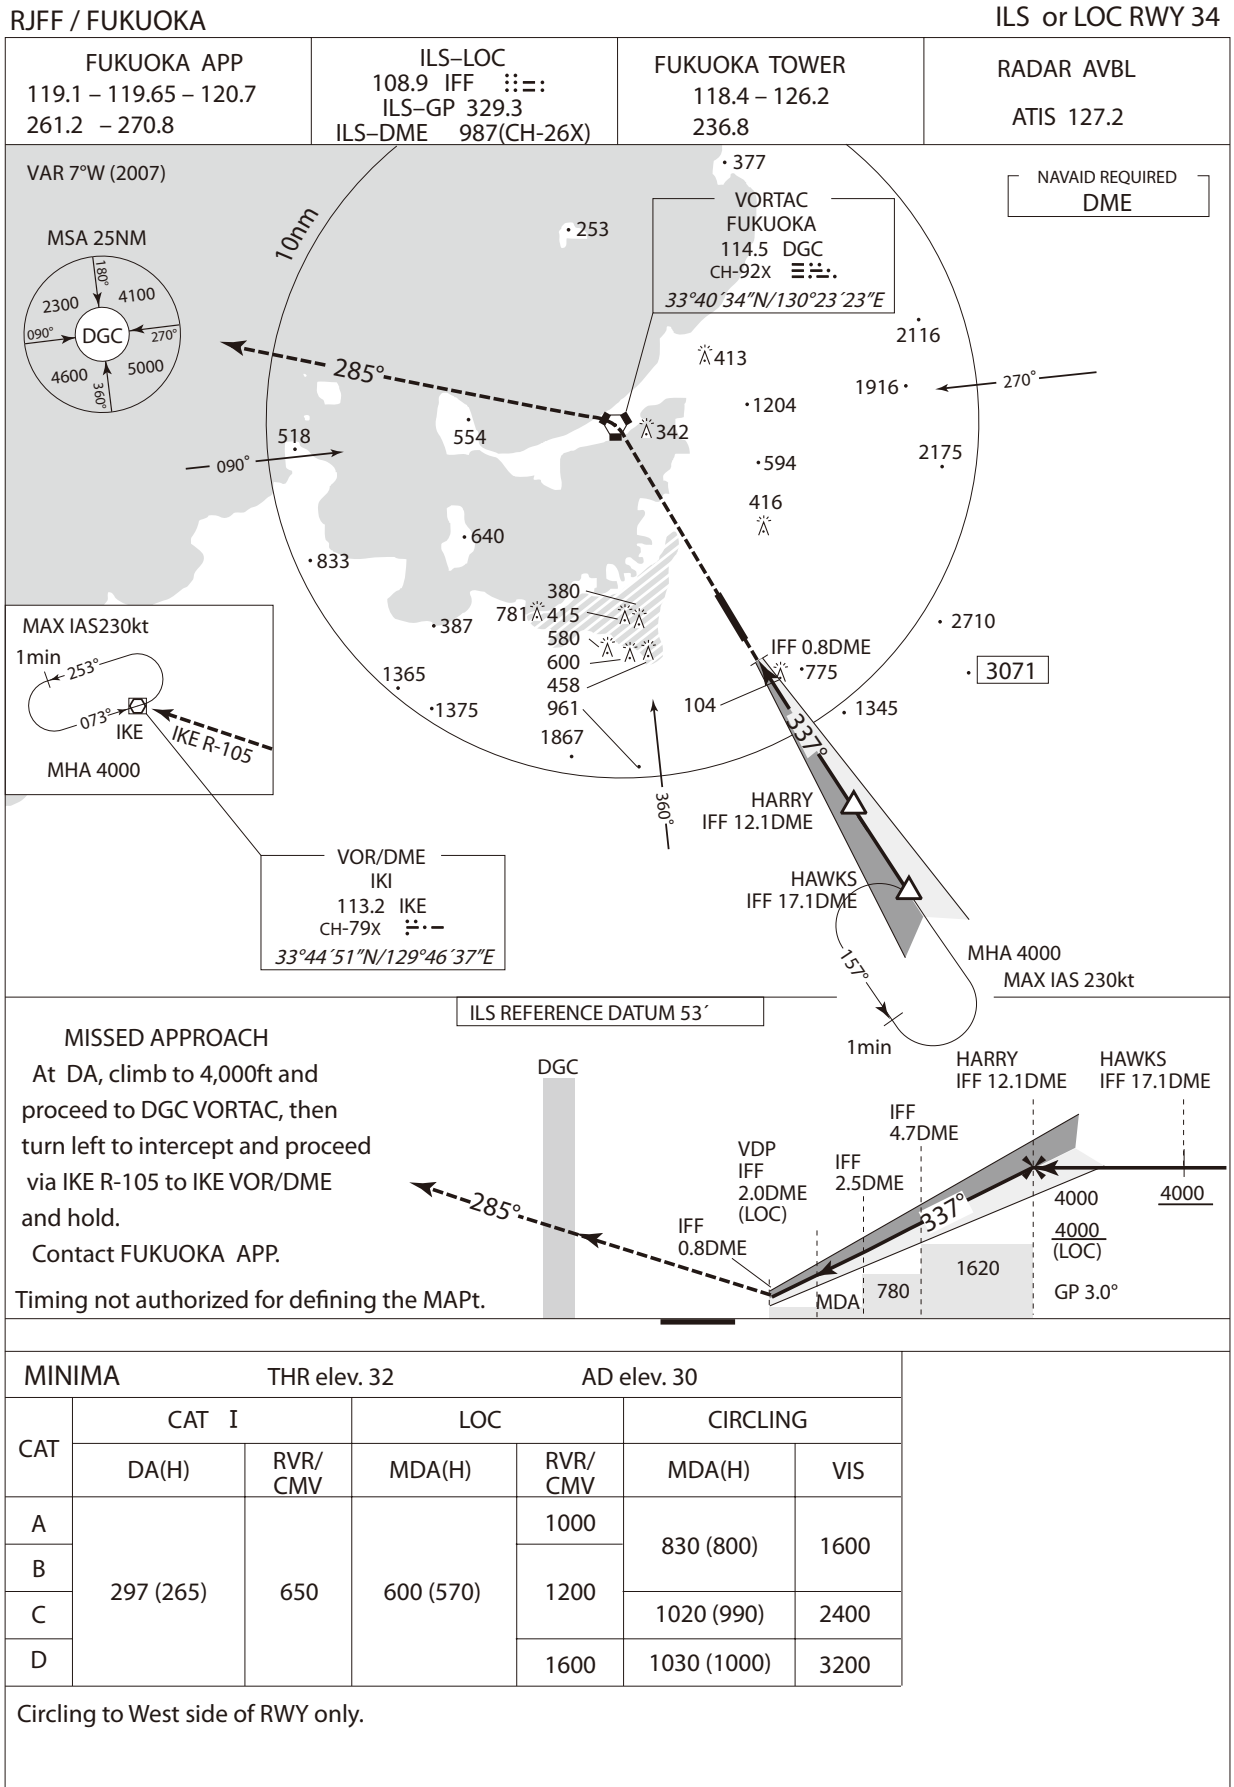 RJFF / FUKUOKA
ILS or LOC RWY 34
FUKUOKA APP
119.1 – 119.65 – 120.7
261.2 – 270.8
ILS–LOC
108.9 IFF
ILS–GP 329.3
ILS–DME 987(CH-26X)
FUKUOKA TOWER
118.4 – 126.2
236.8
RADAR AVBL
ATIS 127.2
VAR 7°W (2007)
MSA 25NM
180°
2300
4100
090°
DGC
270°
4600
5000
360°
10nm
377
253
VORTAC
FUKUOKA
114.5 DGC
CH-92X
33°40´34”N/130°23´23”E
NAVAID REQUIRED
DME
2116
413
285°
1916
270°
1204
518
554
342
090°
594
2175
416
640
833
380
781
415
580
600
458
961
1867
387
2710
3071
1365
1375
IFF 0.8DME
775
104
1345
337°
360°
MAX IAS230kt
1min
253°
073°
IKE
IKE R-105
MHA 4000
HARRY
IFF 12.1DME
HAWKS
IFF 17.1DME
VOR/DME
IKI
113.2 IKE
CH-79X
33°44´51”N/129°46´37”E
157°
MHA 4000
MAX IAS 230kt
1min
ILS REFERENCE DATUM 53´
MISSED APPROACH
At DA, climb to 4,000ft and
proceed to DGC VORTAC, then
turn left to intercept and proceed
via IKE R-105 to IKE VOR/DME
and hold.
Contact FUKUOKA APP.
Timing not authorized for defining the MAPt.
DGC
HARRY
IFF 12.1DME
HAWKS
IFF 17.1DME
IFF
4.7DME
VDP
IFF
2.0DME
(LOC)
IFF
2.5DME
285°
IFF
0.8DME
337°
4000
4000
4000
(LOC)
1620
MDA
780
GP 3.0°
MINIMA
THR elev. 32
AD elev. 30
CAT
CAT I
LOC
CIRCLING
DA(H)
RVR/
CMV
MDA(H)
RVR/
CMV
MDA(H)
VIS
A
B
C
D
297 (265)
650
600 (570)
1000
1200
1600
830 (800)
1600
1020 (990)
2400
1030 (1000)
3200
Circling to West side of RWY only.